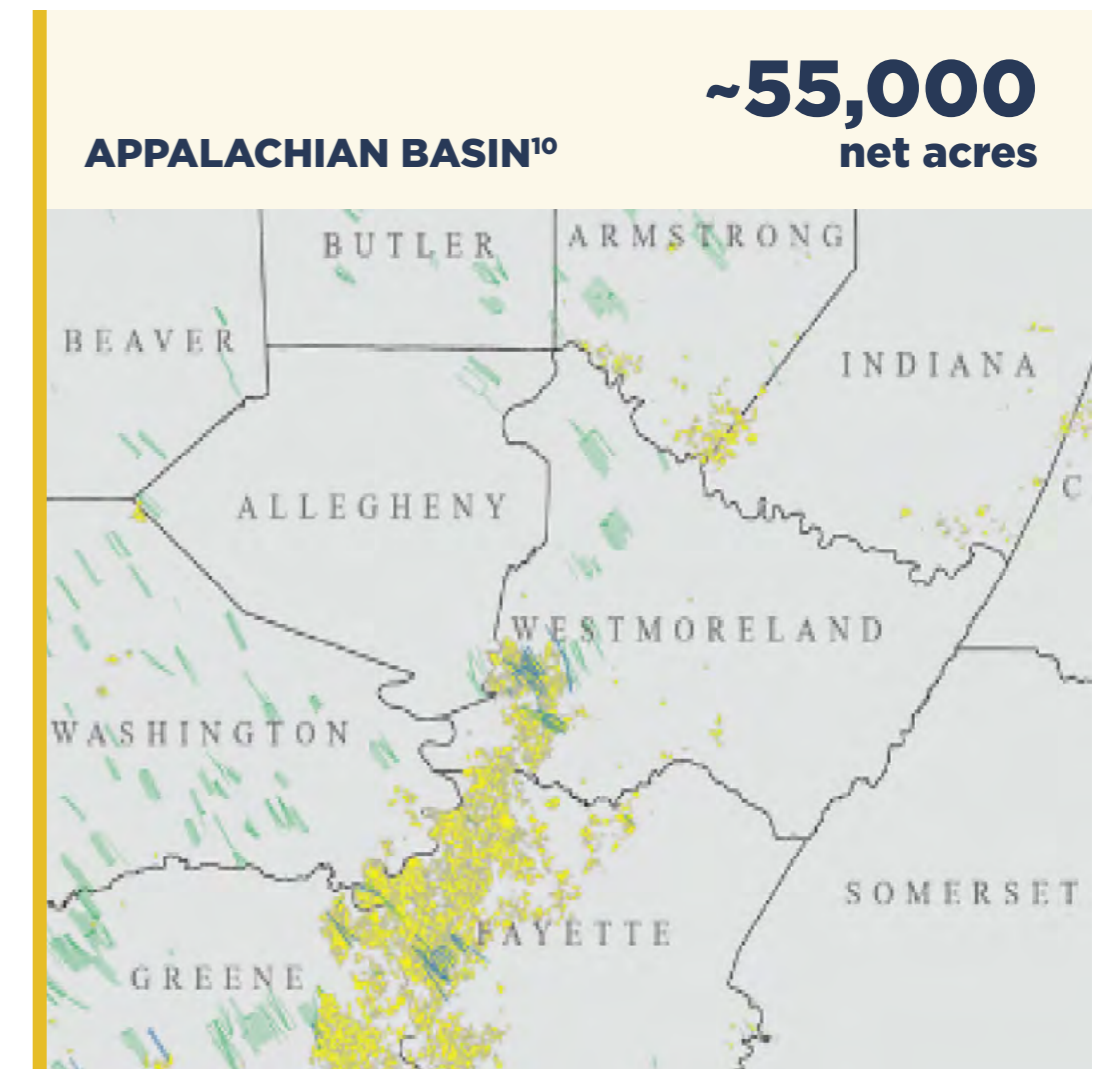 ~55,000
APPALACHIAN BASIN¹⁰
net acres
BUTLER
ARMSTRONG
BEAVER
INDIANA
C
ALLEGHENY
WESTMORELAND
WASHINGTON
SOMERSET
FAYETTE
GREENE